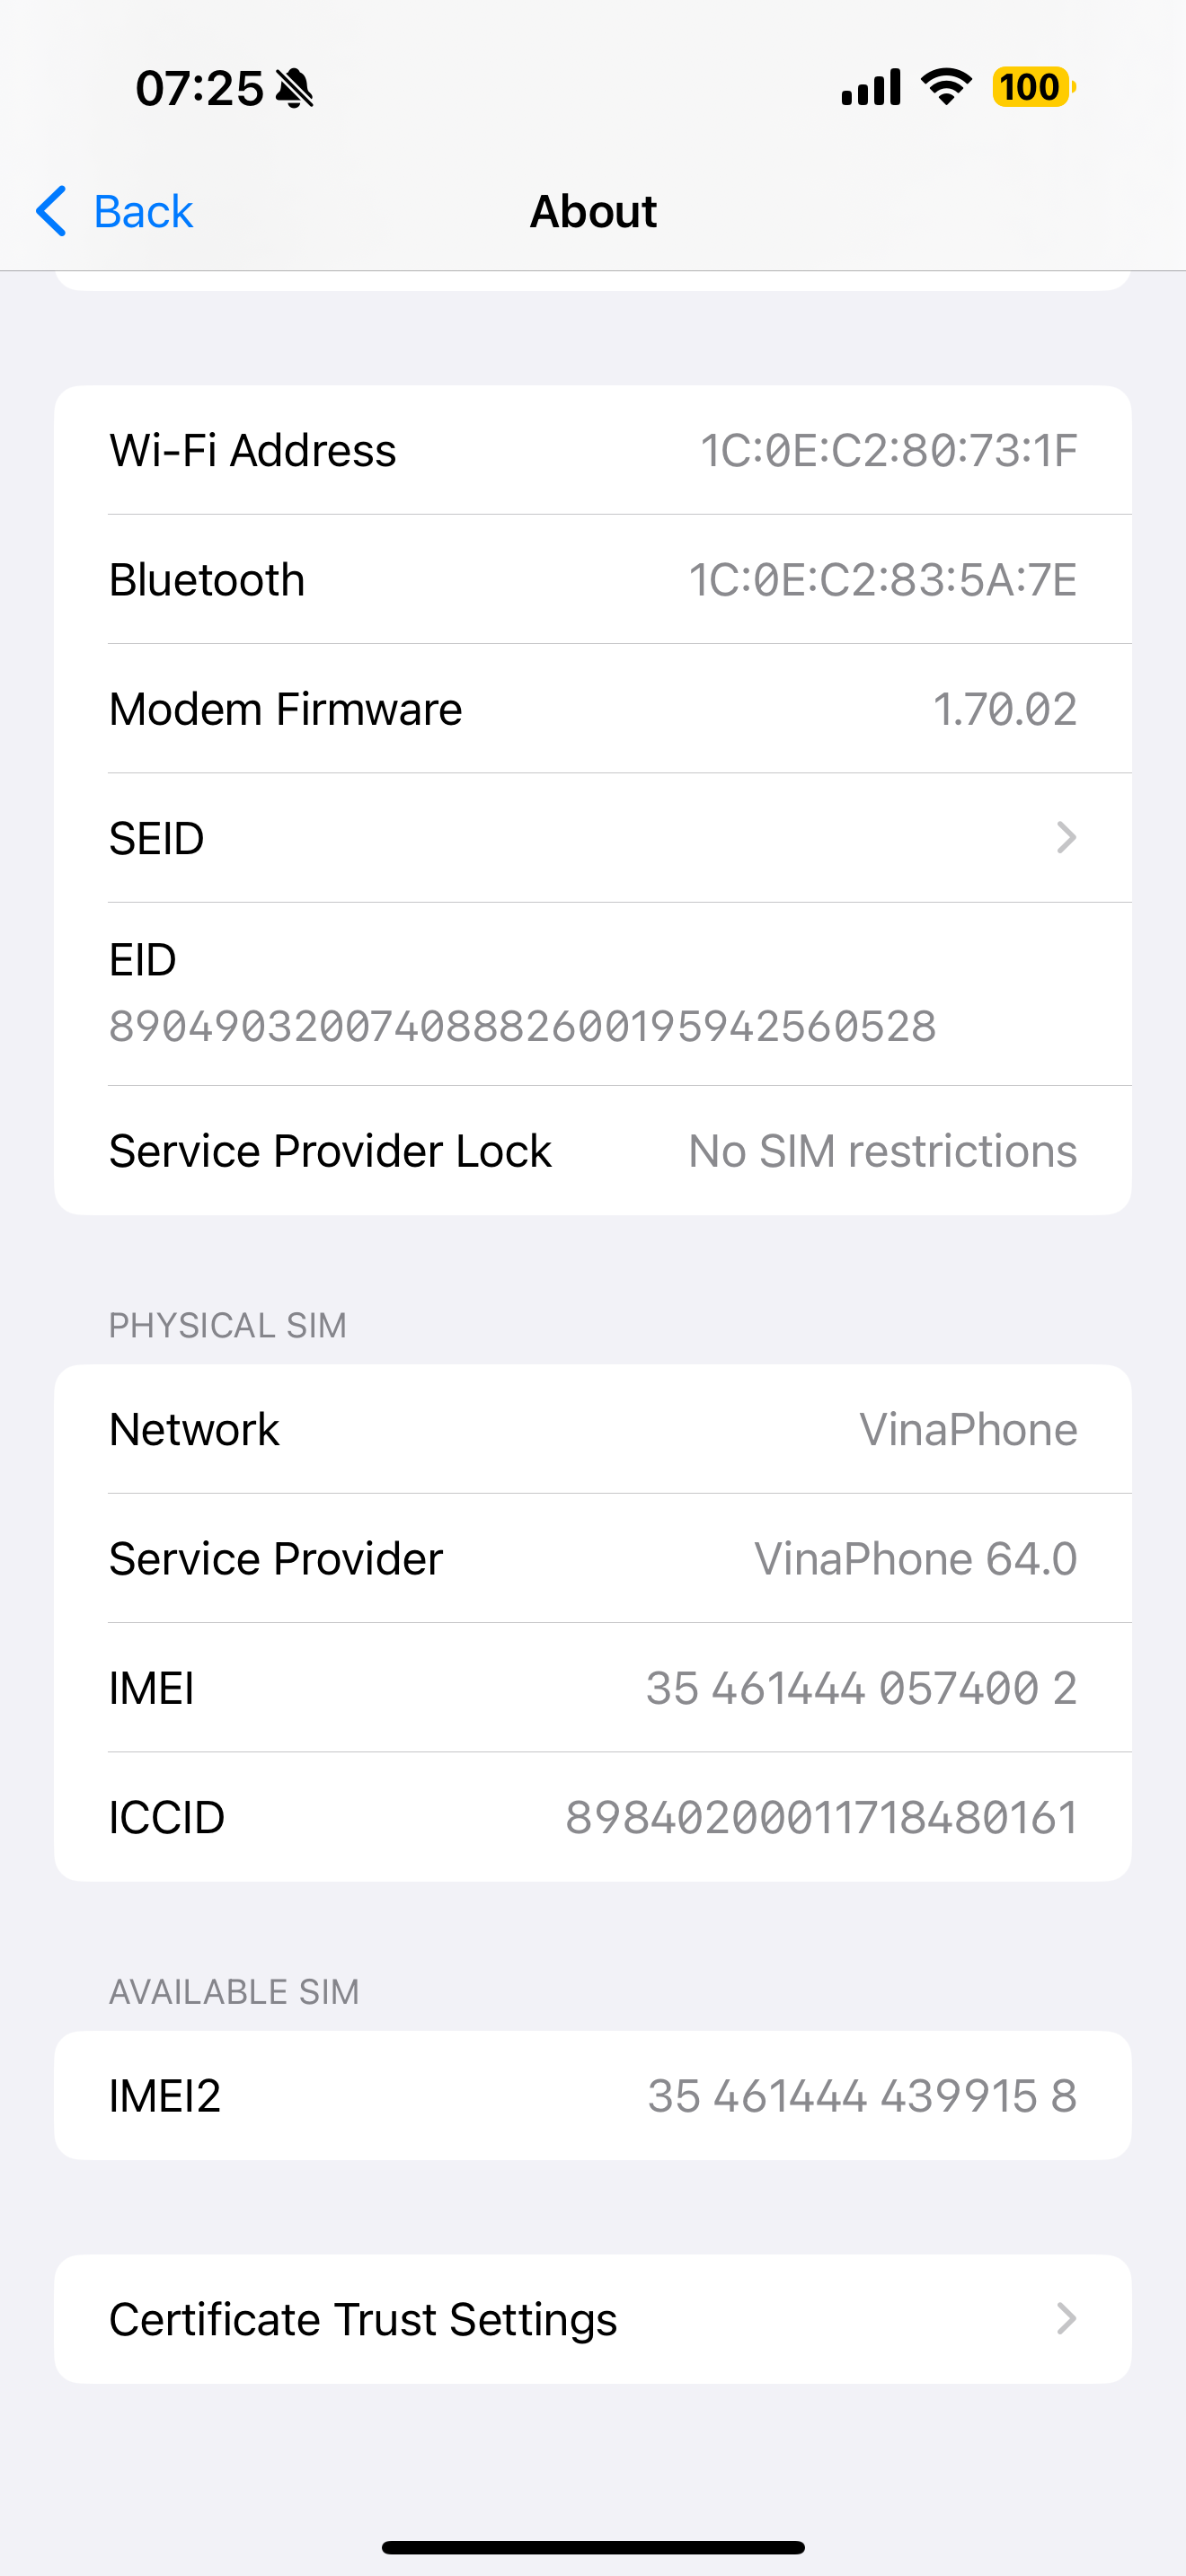 07:25
100
Back
About
Wi-Fi Address 1C:0E:C2:80:73:1F
Bluetooth 1C:0E:C2:83:5A:7E
Modem Firmware 1.70.02
SEID
EID
89049032007408882600195942560528
Service Provider Lock No SIM restrictions
PHYSICAL SIM
Network VinaPhone
Service Provider VinaPhone 64.0
IMEI 35 461444 057400 2
ICCID 89840200011718480161
AVAILABLE SIM
IMEI2 35 461444 439915 8
Certificate Trust Settings